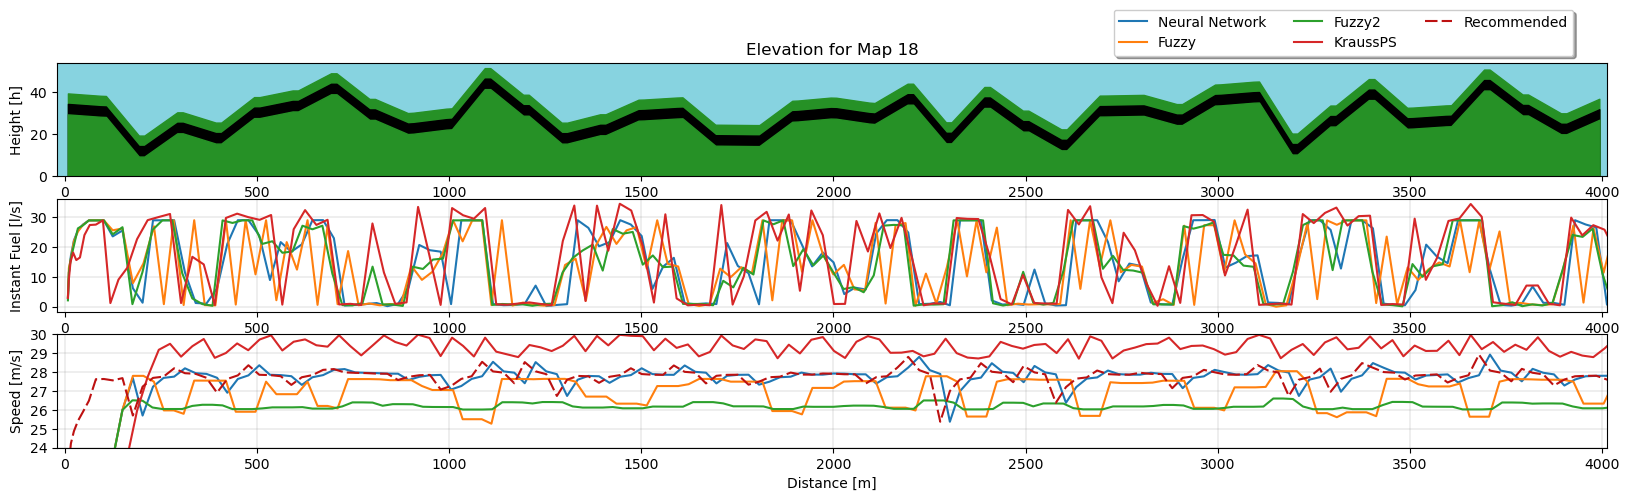 Neural Network
Fuzzy
Fuzzy2
KraussPS
Recommended
Elevation for Map 18
Height [h]
40
20
0
0 500 1000 1500 2000 2500 3000 3500 4000
Instant Fuel [l/s]
30
20
10
0
0 500 1000 1500 2000 2500 3000 3500 4000
Speed [m/s]
30
29
28
27
26
25
24
0 500 1000 1500 2000 2500 3000 3500 4000
Distance [m]